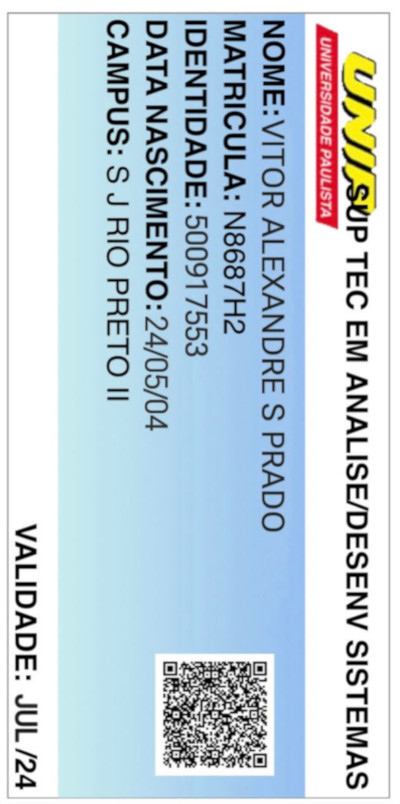 UNIP
UNIVERSIDADE PAULISTA
SUP TEC EM ANALISE/DESENV SISTEMAS
NOME:VITOR ALEXANDRE S PRADO
MATRICULA: N8687H2
IDENTIDADE: 500917553
DATA NASCIMENTO: 24/05/04
CAMPUS: S J RIO PRETO II
VALIDADE: JUL /24